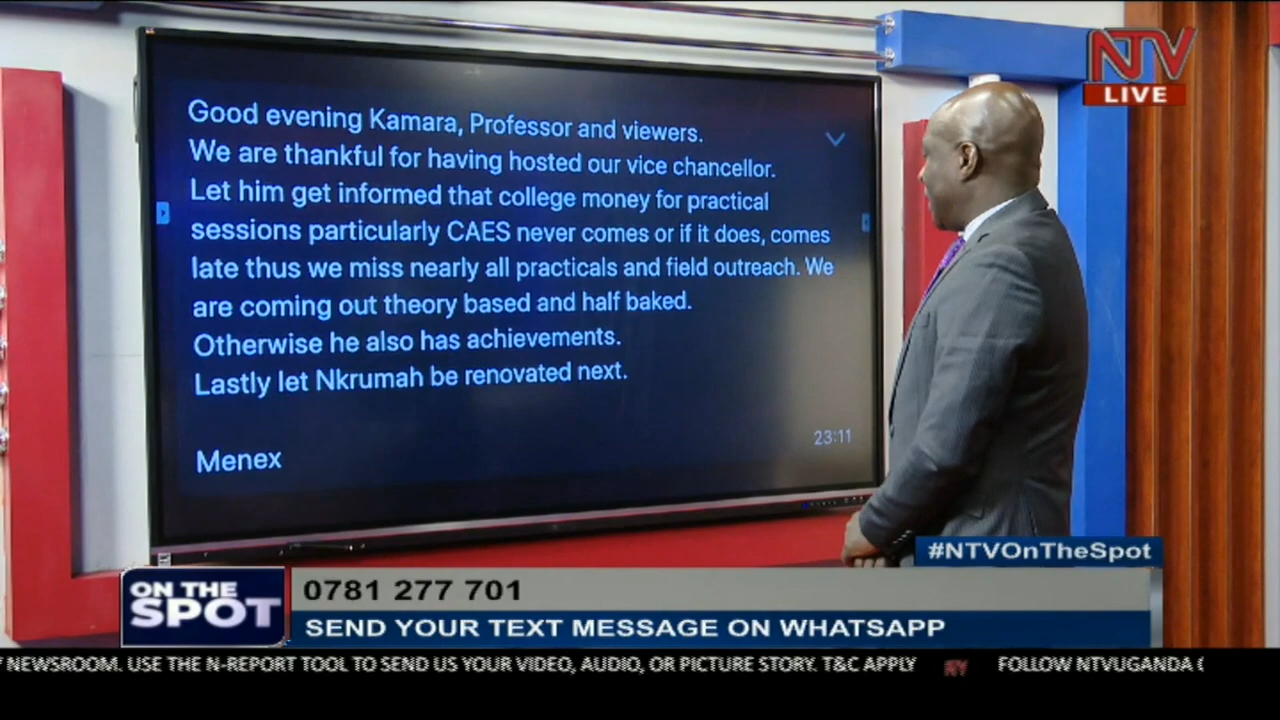 NTV
LIVE
Good evening Kamara, Professor and viewers.
We are thankful for having hosted our vice chancellor.
Let him get informed that college money for practical
sessions particularly CAES never comes or if it does, comes
late thus we miss nearly all practicals and field outreach. We
are coming out theory based and half baked.
Otherwise he also has achievements.
Lastly let Nkrumah be renovated next.
23:11
Menex
#NTVOnTheSpot
ON THE
SPOT
0781 277 701
SEND YOUR TEXT MESSAGE ON WHATSAPP
NEWSROOM. USE THE N-REPORT TOOL TO SEND US YOUR VIDEO, AUDIO, OR PICTURE STORY. T&C APPLY
FOLLOW NTVUGANDA